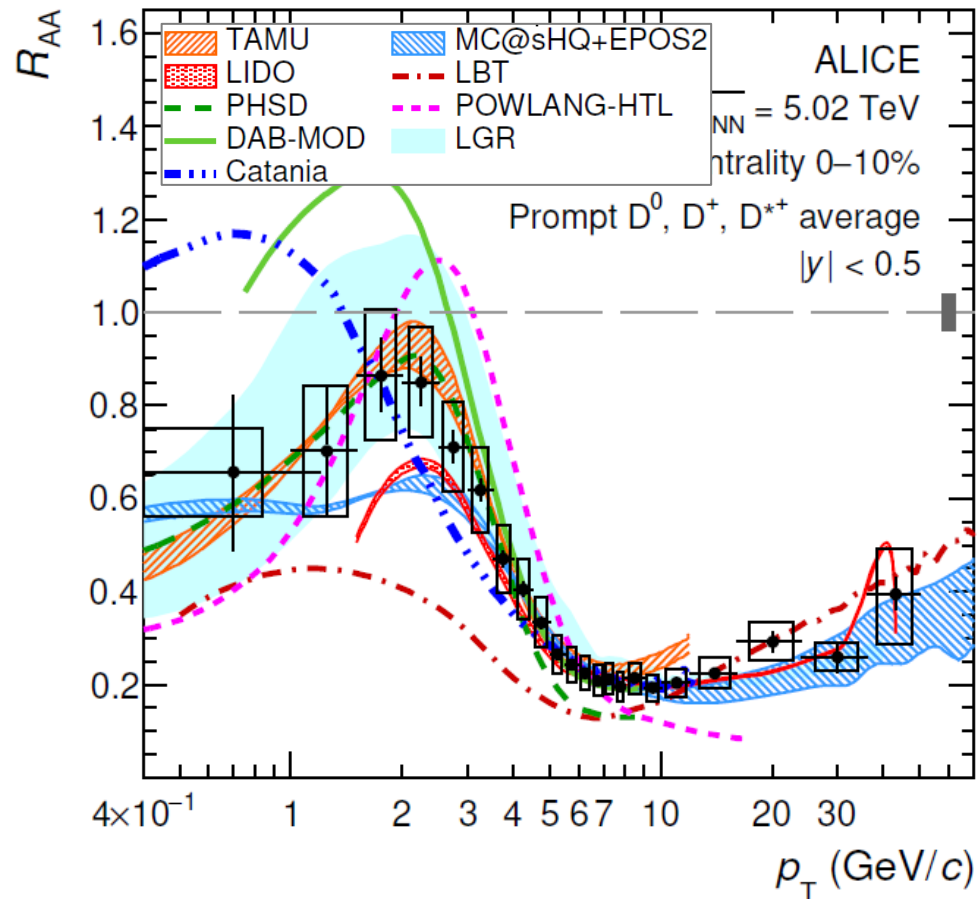 R_AA
TAMU
MC@sHQ+EPOS2
LIDO
LBT
PHSD
POWLANG-HTL
DAB-MOD
LGR
Catania
ALICE
NN = 5.02 TeV
ntrality 0–10%
Prompt D⁰, D⁺, D*⁺ average
|y| < 0.5
1.6
1.4
1.2
1.0
0.8
0.6
0.4
0.2
4×10⁻¹ 1 2 3 4 5 6 7 10 20 30
p_T (GeV/c)